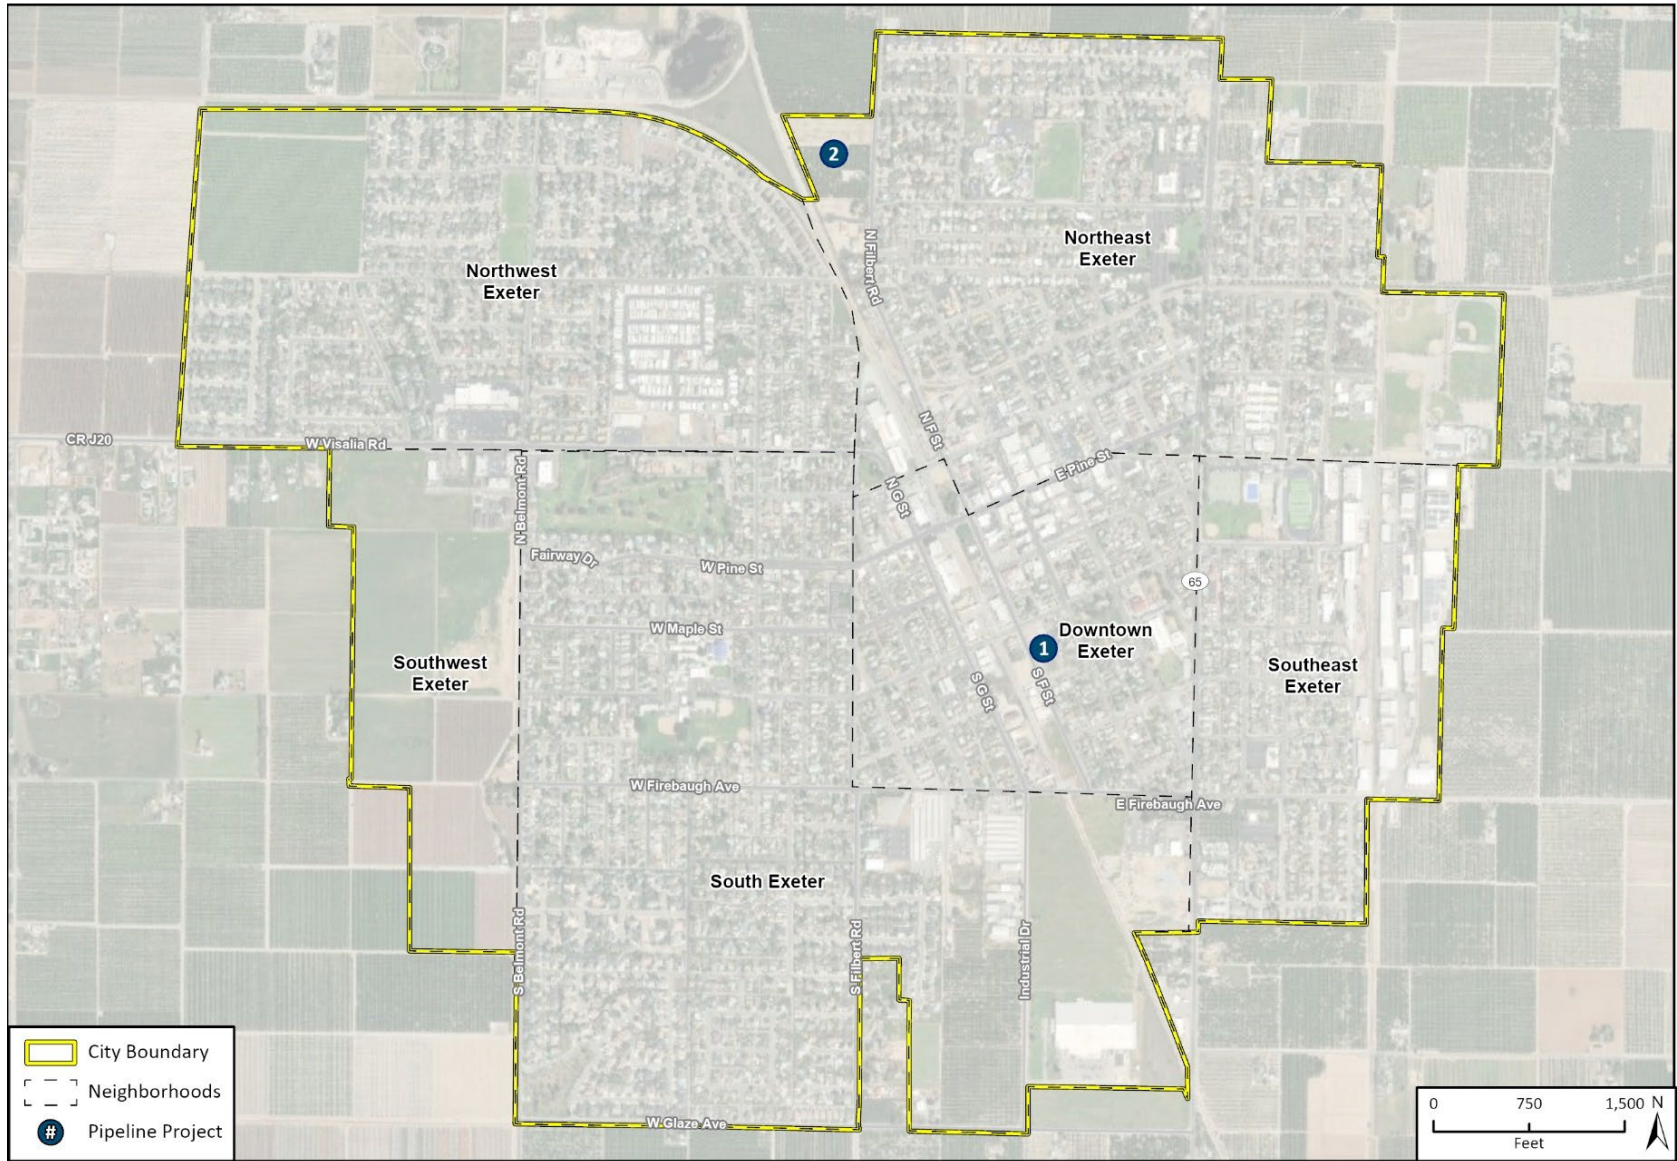 2
Northeast
Exeter
N Filbert Rd
Northwest
Exeter
N F St
CR J20
W Visalia Rd
E Pine St
N Belmont Rd
N G St
Fairway Dr
W Pine St
65
W Maple St
1
Downtown
Exeter
Southwest
Exeter
Southeast
Exeter
S G St
S F St
W Firebaugh Ave
E Firebaugh Ave
South Exeter
S Belmont Rd
S Filbert Rd
Industrial Dr
W Glaze Ave
City Boundary
Neighborhoods
# Pipeline Project
0 750 1,500 N
Feet